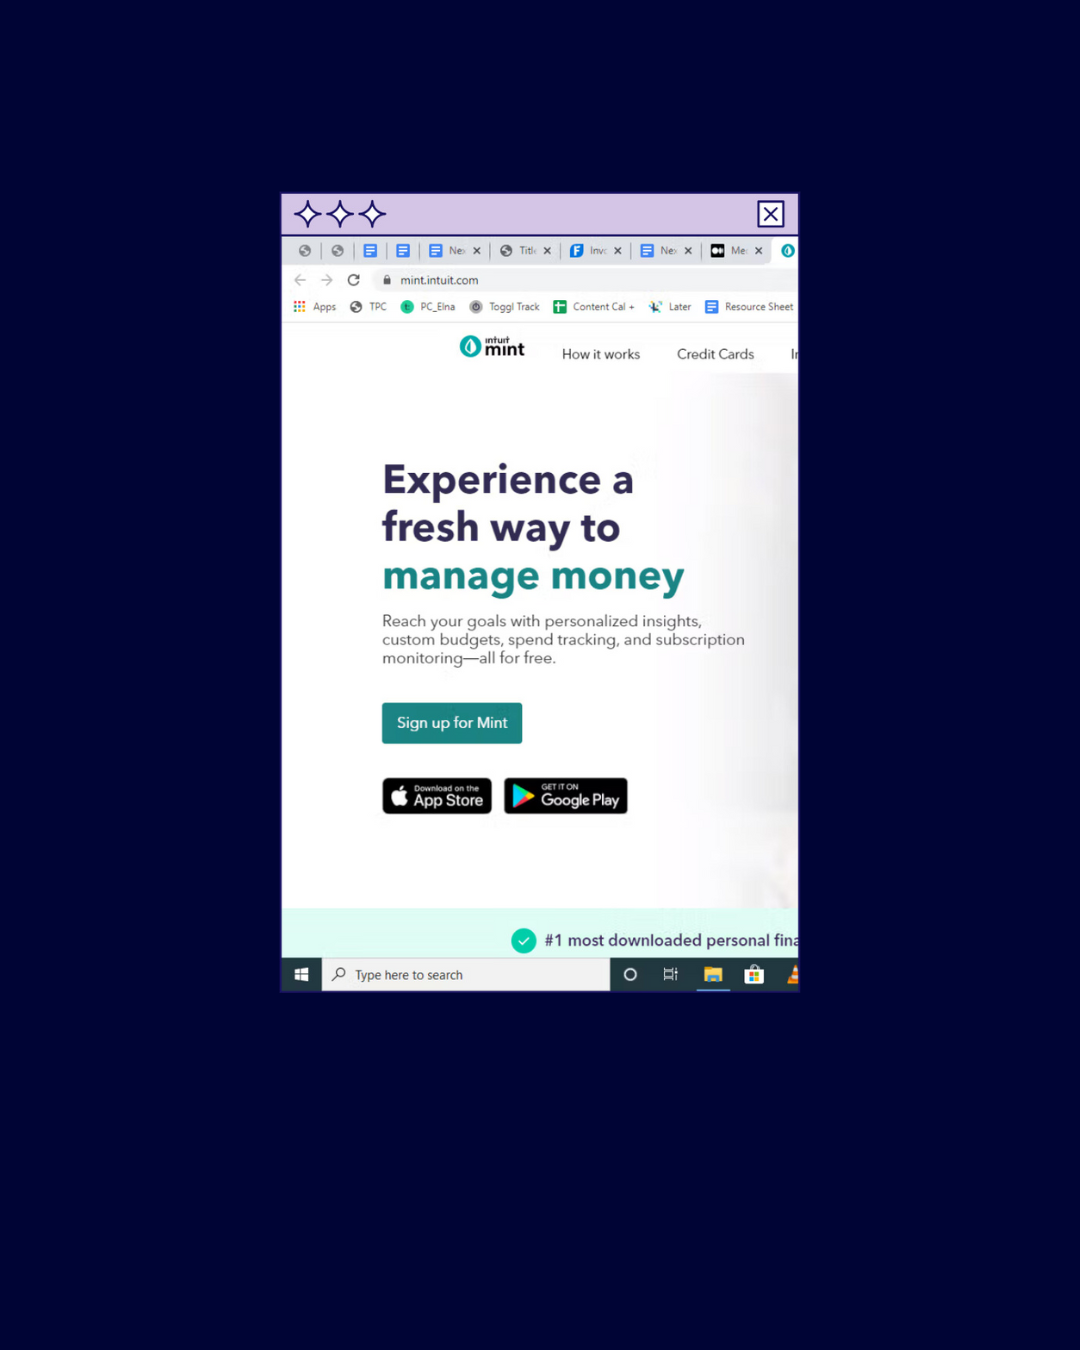 Ne
Title
Inv
Ne
Me
mint.intuit.com
Apps
TPC
PC_Elna
Toggl Track
Content Cal +
Later
Resource Sheet
intuit
mint
How it works
Credit Cards
Experience a
fresh way to
manage money
Reach your goals with personalized insights,
custom budgets, spend tracking, and subscription
monitoring—all for free.
Sign up for Mint
Download on the
App Store
GET IT ON
Google Play
#1 most downloaded personal fina
Type here to search